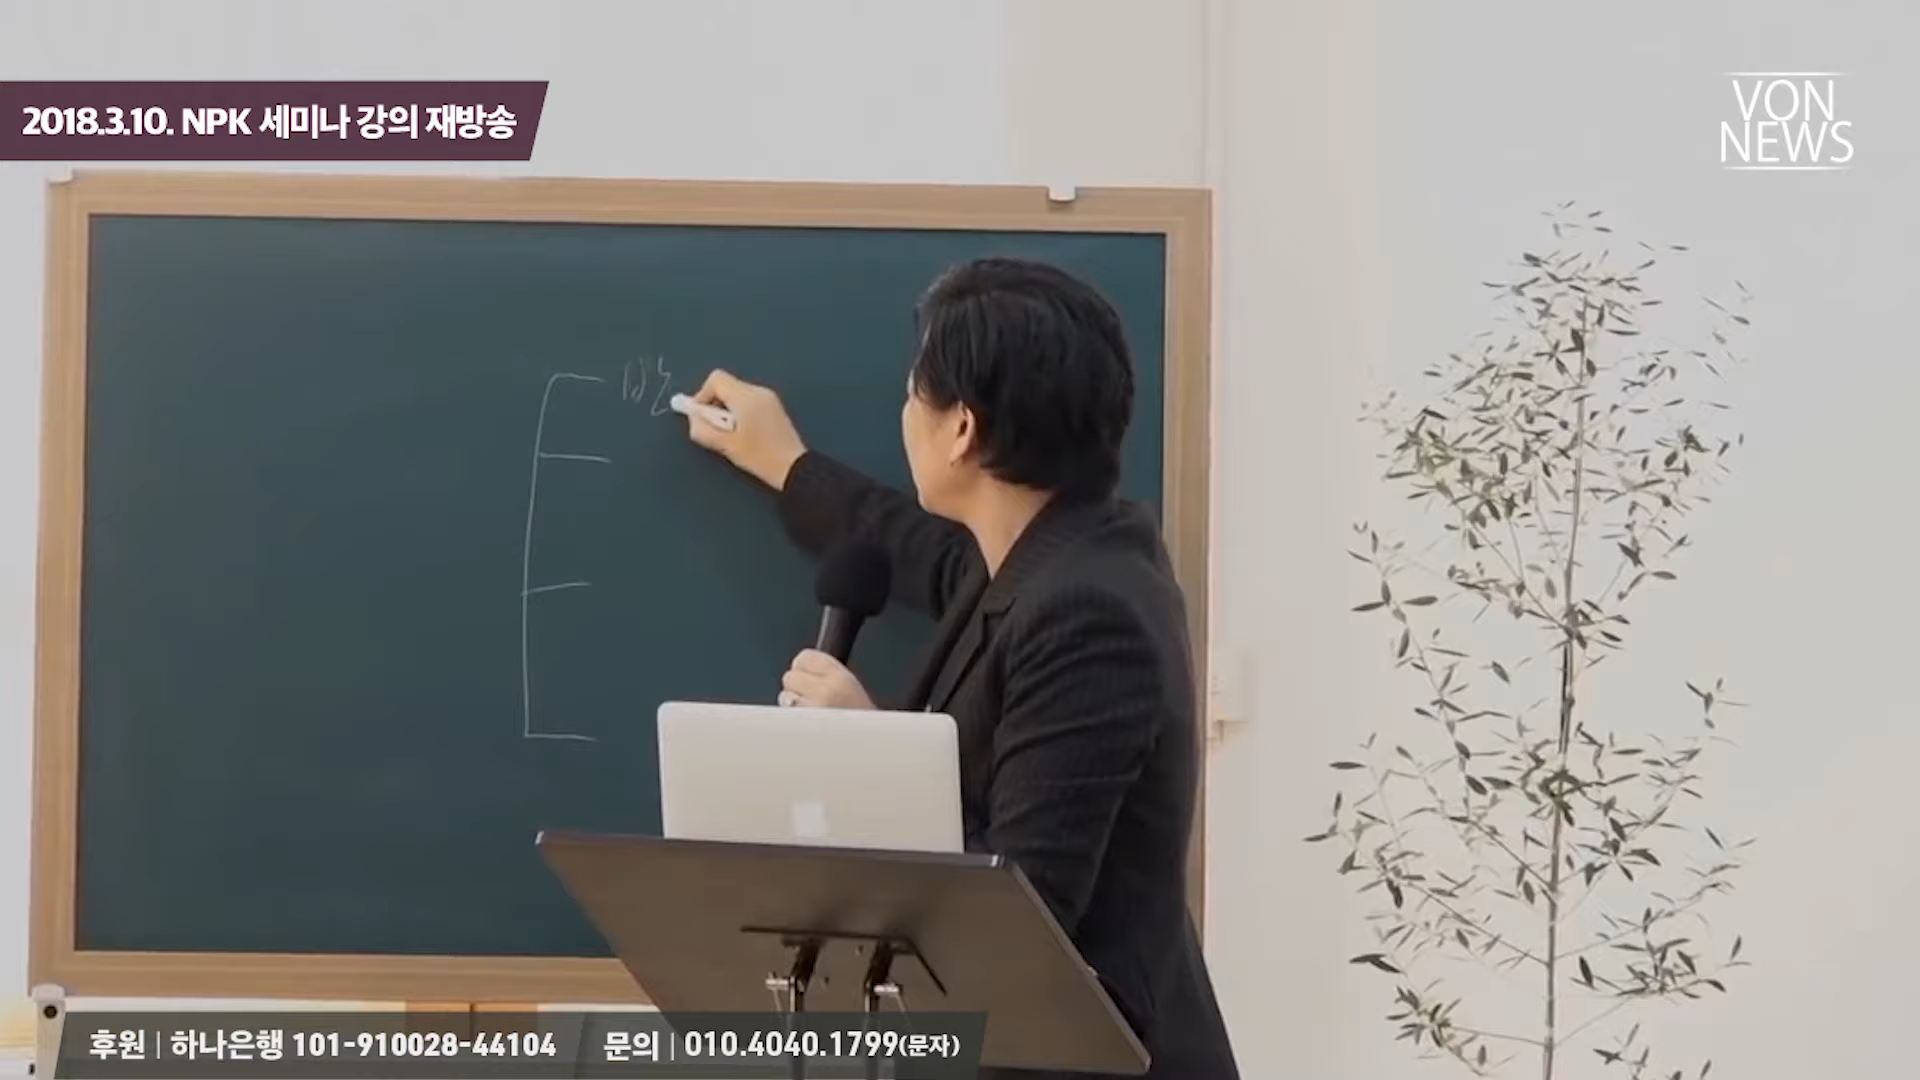 2018.3.10. NPK 세미나 강의 재방송
VON
NEWS
후원 | 하나은행 101-910028-44104 문의 | 010.4040.1799(문자)